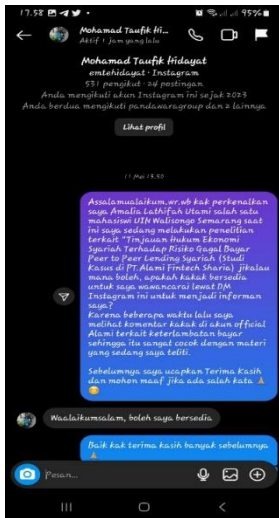 17.58
95%
Mohamad Taufik Hi...
Aktif 1 jam yang lalu
Mohamad Taufik Hidayat
emtehidayat · Instagram
531 pengikut · 24 postingan
Anda mengikuti akun Instagram ini sejak 2023
Anda berdua mengikuti pandawaragroup dan 2 lainnya
Lihat profil
11 Mei 13.50
Assalamualaikum.wr.wb kak perkenalkan
saya Amalia Lathifah Utami salah satu
mahasiswi UIN Walisongo Semarang saat
ini saya sedang melakukan penelitian
terkait "Tinjauan Hukum Ekonomi
Syariah Terhadap Risiko Gagal Bayar
Peer to Peer Lending Syariah (Studi
Kasus di PT.Alami Fintech Sharia) jikalau
mana boleh, apakah kakak bersedia
untuk saya wawancarai lewat DM
Instagram ini untuk menjadi informan
saya?
Karena beberapa waktu lalu saya
melihat komentar kakak di akun official
Alami terkait keterlambatan bayar
sehingga itu sangat cocok dengan materi
yang sedang saya teliti.
Sebelumnya saya ucapkan Terima Kasih
dan mohon maaf jika ada salah kata 🙏
😊
Waalaikumsalam, boleh saya bersedia
Baik kak terima kasih banyak sebelumnya
🙏
Pesan...